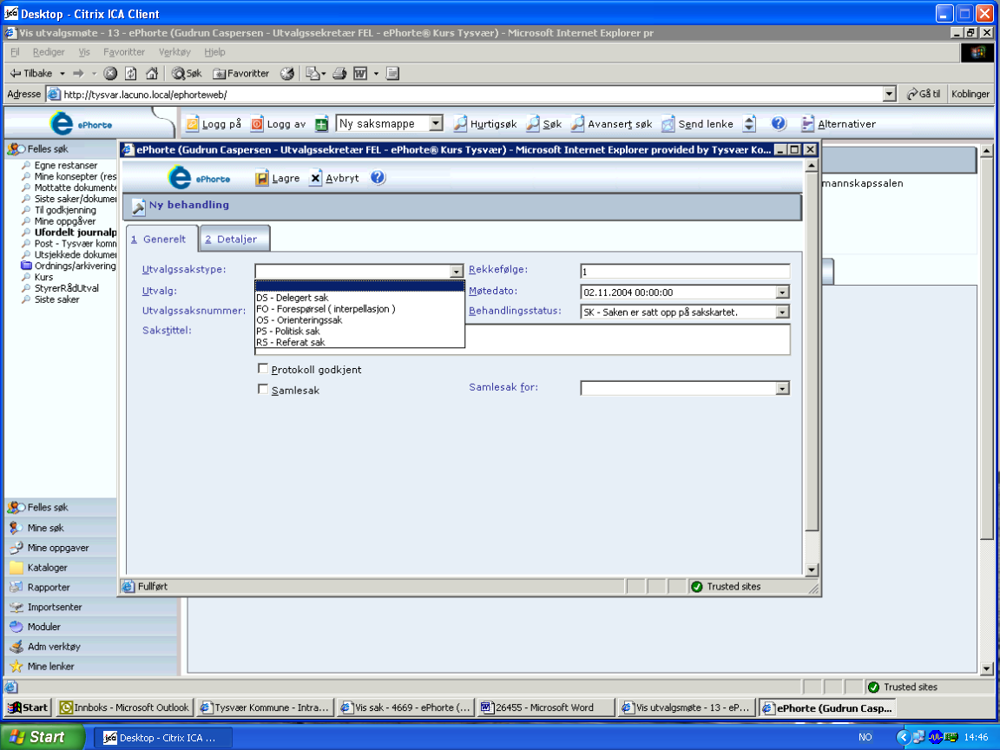 Desktop - Citrix ICA Client
Vis utvalgsmøte - 13 - ePhorte (Gudrun Caspersen - Utvalgssekretær FEL - ePhorte® Kurs Tysvær) - Microsoft Internet Explorer pr
Fil Rediger Vis Favoritter Verktøy Hjelp
Tilbake Søk Favoritter
Adresse http://tysvar.lacuno.local/ephorteweb/ Gå til Koblinger
ePhorte Logg på Logg av Ny saksmappe Hurtigsøk Søk Avansert søk Send lenke Alternativer
Felles søk
Egne restanser
Mine konsepter (res
Mottatte dokumente
Siste saker/dokumer
Til godkjenning
Mine oppgåver
Ufordelt journalp
Post - Tysvær komn
Utsjekkede dokumer
Ordnings/arkivering
Kurs
StyrerRådUtval
Siste saker
mannskapssalen
ePhorte (Gudrun Caspersen - Utvalgssekretær FEL - ePhorte® Kurs Tysvær) - Microsoft Internet Explorer provided by Tysvær Ko...
ePhorte Lagre Avbryt
Ny behandling
1 Generelt 2 Detaljer
Utvalgssakstype: Rekkefølge: 1
Utvalg: Møtedato: 02.11.2004 00:00:00
Utvalgssaksnummer: Behandlingsstatus: SK - Saken er satt opp på sakskartet.
Sakstittel:
DS - Delegert sak
FO - Forespørsel ( interpellasjon )
OS - Orienteringssak
PS - Politisk sak
RS - Referat sak
Protokoll godkjent
Samlesak Samlesak for:
Fullført Trusted sites
Felles søk
Mine søk
Mine oppgaver
Kataloger
Rapporter
Importsenter
Moduler
Adm verktøy
Mine lenker
Trusted sites
Start Innboks - Microsoft Outlook Tysvær Kommune - Intra... Vis sak - 4669 - ePhorte (... 26455 - Microsoft Word Vis utvalgsmøte - 13 - eP... ePhorte (Gudrun Casp...
Start Desktop - Citrix ICA ... NO 14:46